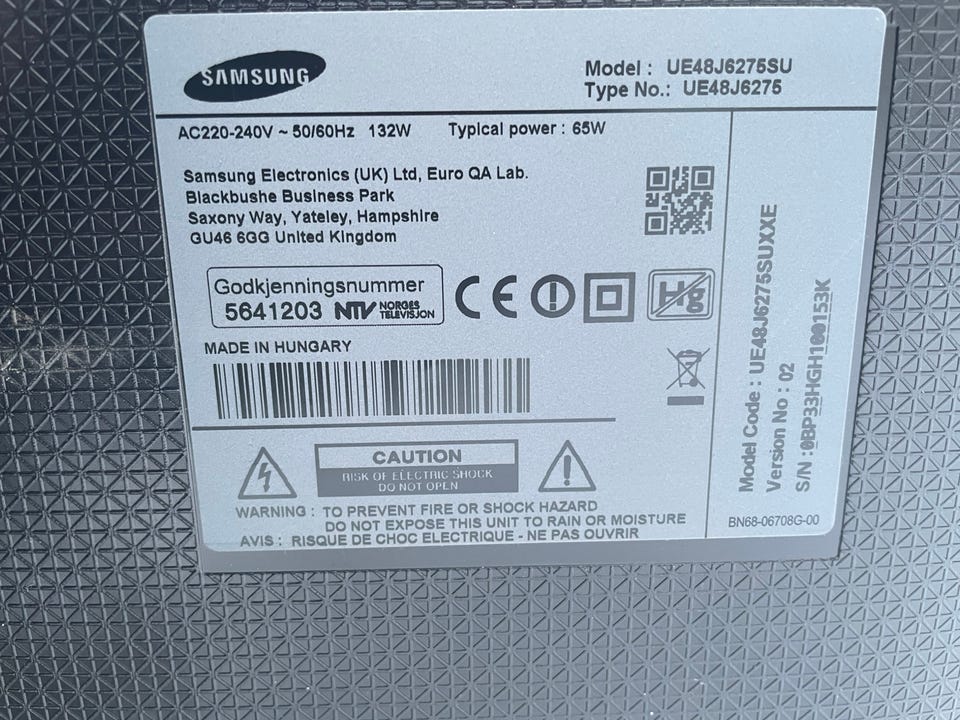 SAMSUNG
Model : UE48J6275SU
Type No.: UE48J6275
AC220-240V ~ 50/60Hz 132W Typical power : 65W
Samsung Electronics (UK) Ltd, Euro QA Lab.
Blackbushe Business Park
Saxony Way, Yateley, Hampshire
GU46 6GG United Kingdom
Godkjenningsnummer
5641203 NTV NORGES TELEVISJON
CE
Hg
MADE IN HUNGARY
CAUTION
RISK OF ELECTRIC SHOCK
DO NOT OPEN
WARNING : TO PREVENT FIRE OR SHOCK HAZARD
DO NOT EXPOSE THIS UNIT TO RAIN OR MOISTURE
AVIS : RISQUE DE CHOC ELECTRIQUE - NE PAS OUVRIR
Model Code : UE48J6275SUXXE
Version No : 02
S/N :0BP33HGH100153K
BN68-06708G-00